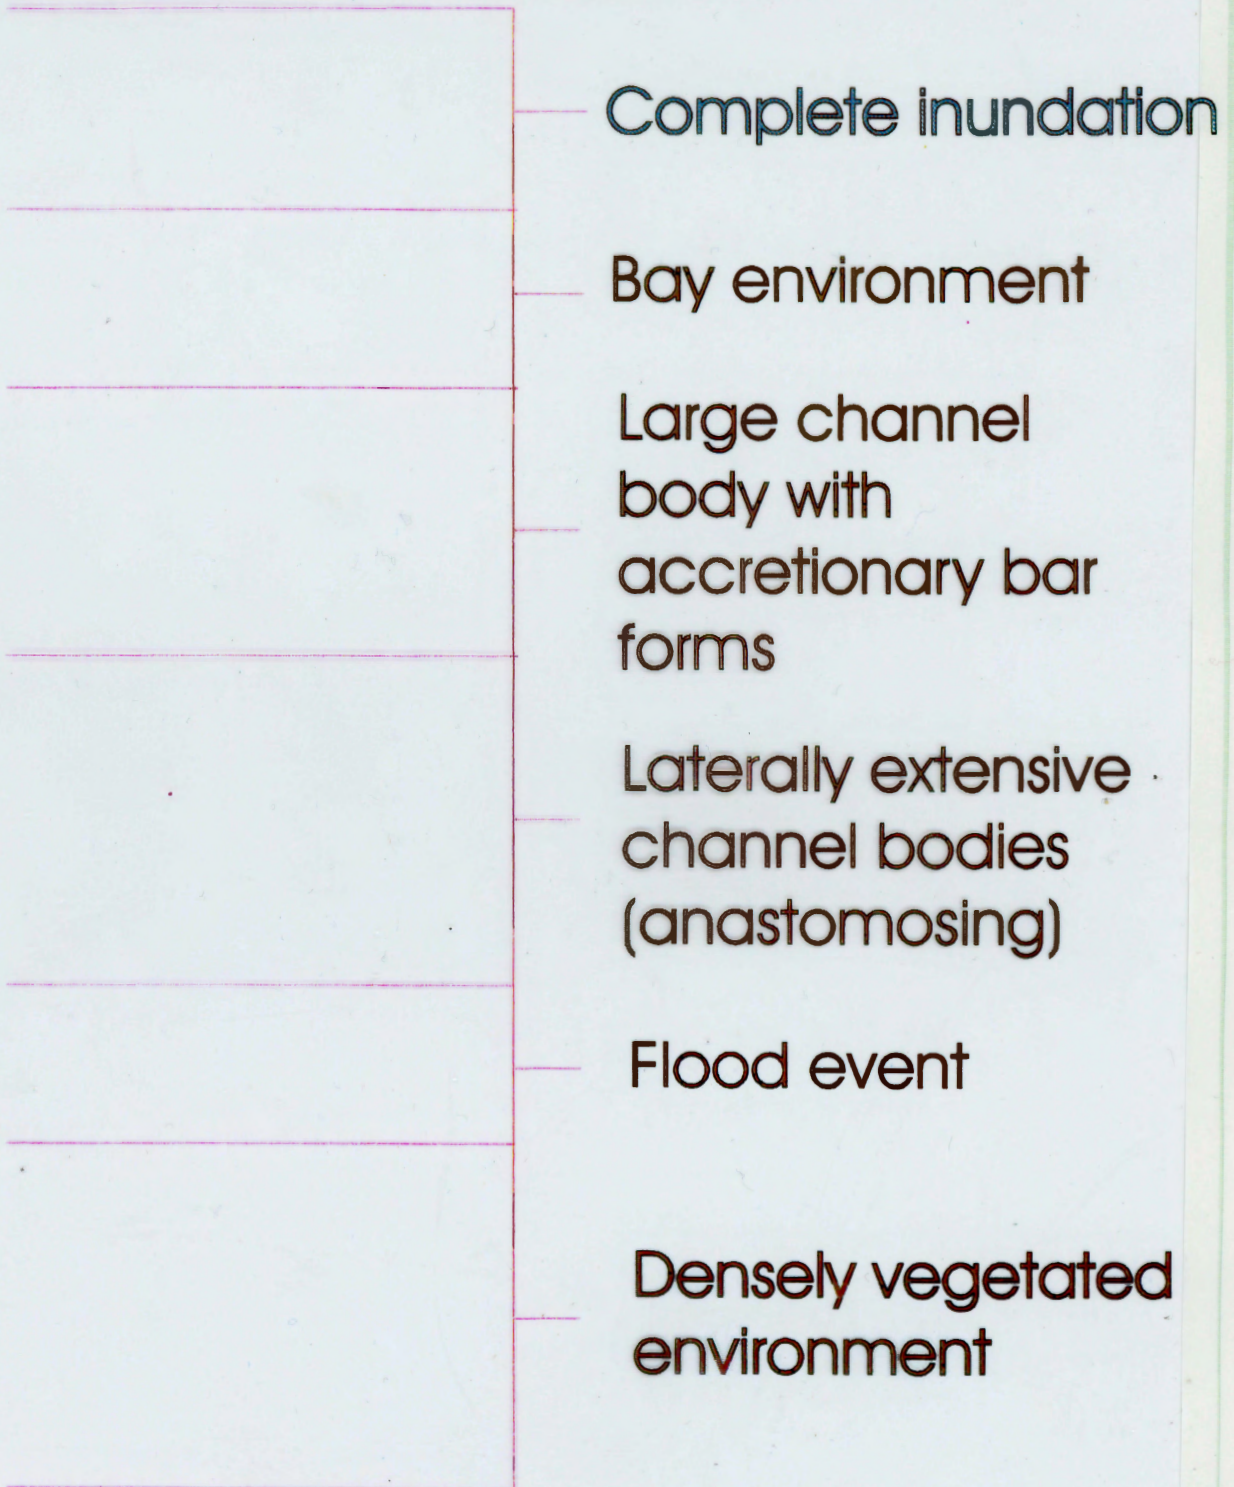 Complete inundation
Bay environment
Large channel
body with
accretionary bar
forms
Laterally extensive
channel bodies
(anastomosing)
Flood event
Densely vegetated
environment